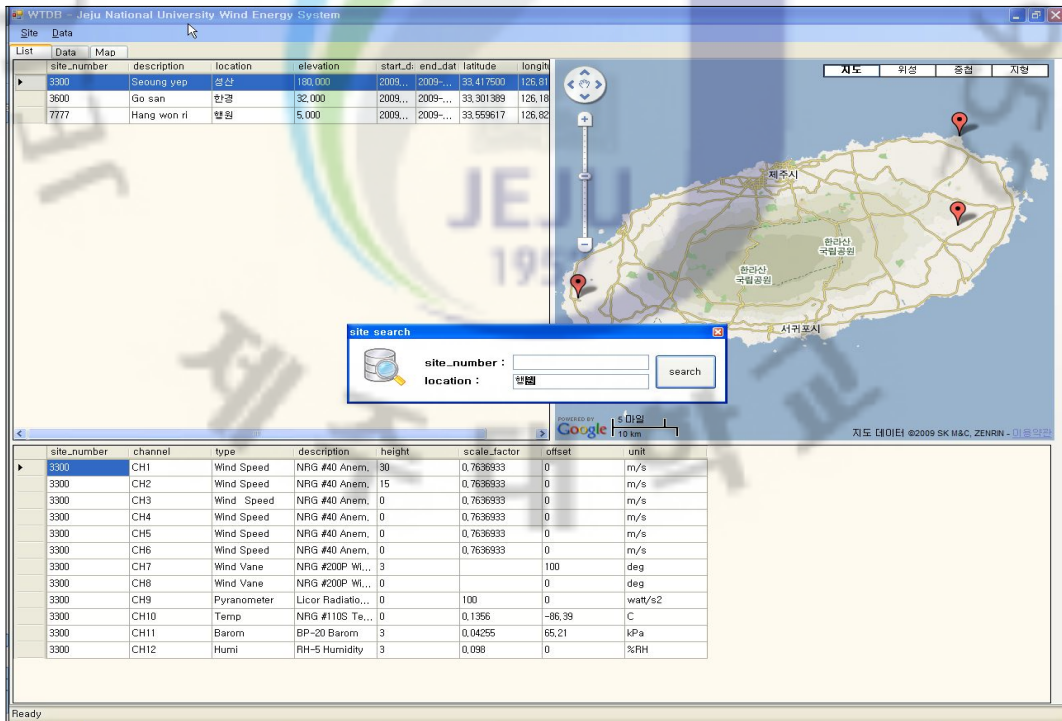 WTDB - Jeju National University Wind Energy System
Site Data
List Data Map
site_number description location elevation start_d: end_dat latitude longitu
3300 Seoung yep 성산 180,000 2009,.. 2009-... 33,417500 126,81
3600 Go san 한경 32,000 2009,.. 2009-... 33,301389 126,18
7777 Hang won ri 행원 5,000 2009,.. 2009-... 33,559617 126,82
지도 위성 중첩 지형
제주시
한라산
국립공원
한라산
국립공원
서귀포시
JEJU
1952
site search
site_number :
location : 행원
search
POWERED BY
Google
5 마일
10 km
지도 데이터 ©2009 SK M&C, ZENRIN - 이용약관
site_number channel type description height scale_factor offset unit
3300 CH1 Wind Speed NRG #40 Anem, 30 0,7636933 0 m/s
3300 CH2 Wind Speed NRG #40 Anem, 15 0,7636933 0 m/s
3300 CH3 Wind Speed NRG #40 Anem, 0 0,7636933 0 m/s
3300 CH4 Wind Speed NRG #40 Anem, 0 0,7636933 0 m/s
3300 CH5 Wind Speed NRG #40 Anem, 0 0,7636933 0 m/s
3300 CH6 Wind Speed NRG #40 Anem, 0 0,7636933 0 m/s
3300 CH7 Wind Vane NRG #200P Wi... 3 100 deg
3300 CH8 Wind Vane NRG #200P Wi... 0 0 deg
3300 CH9 Pyranometer Licor Radiatio... 0 100 0 watt/s2
3300 CH10 Temp NRG #110S Te... 0 0,1356 -86,39 C
3300 CH11 Barom BP-20 Barom 3 0,04255 65,21 kPa
3300 CH12 Humi RH-5 Humidity 3 0,098 0 %RH
Ready